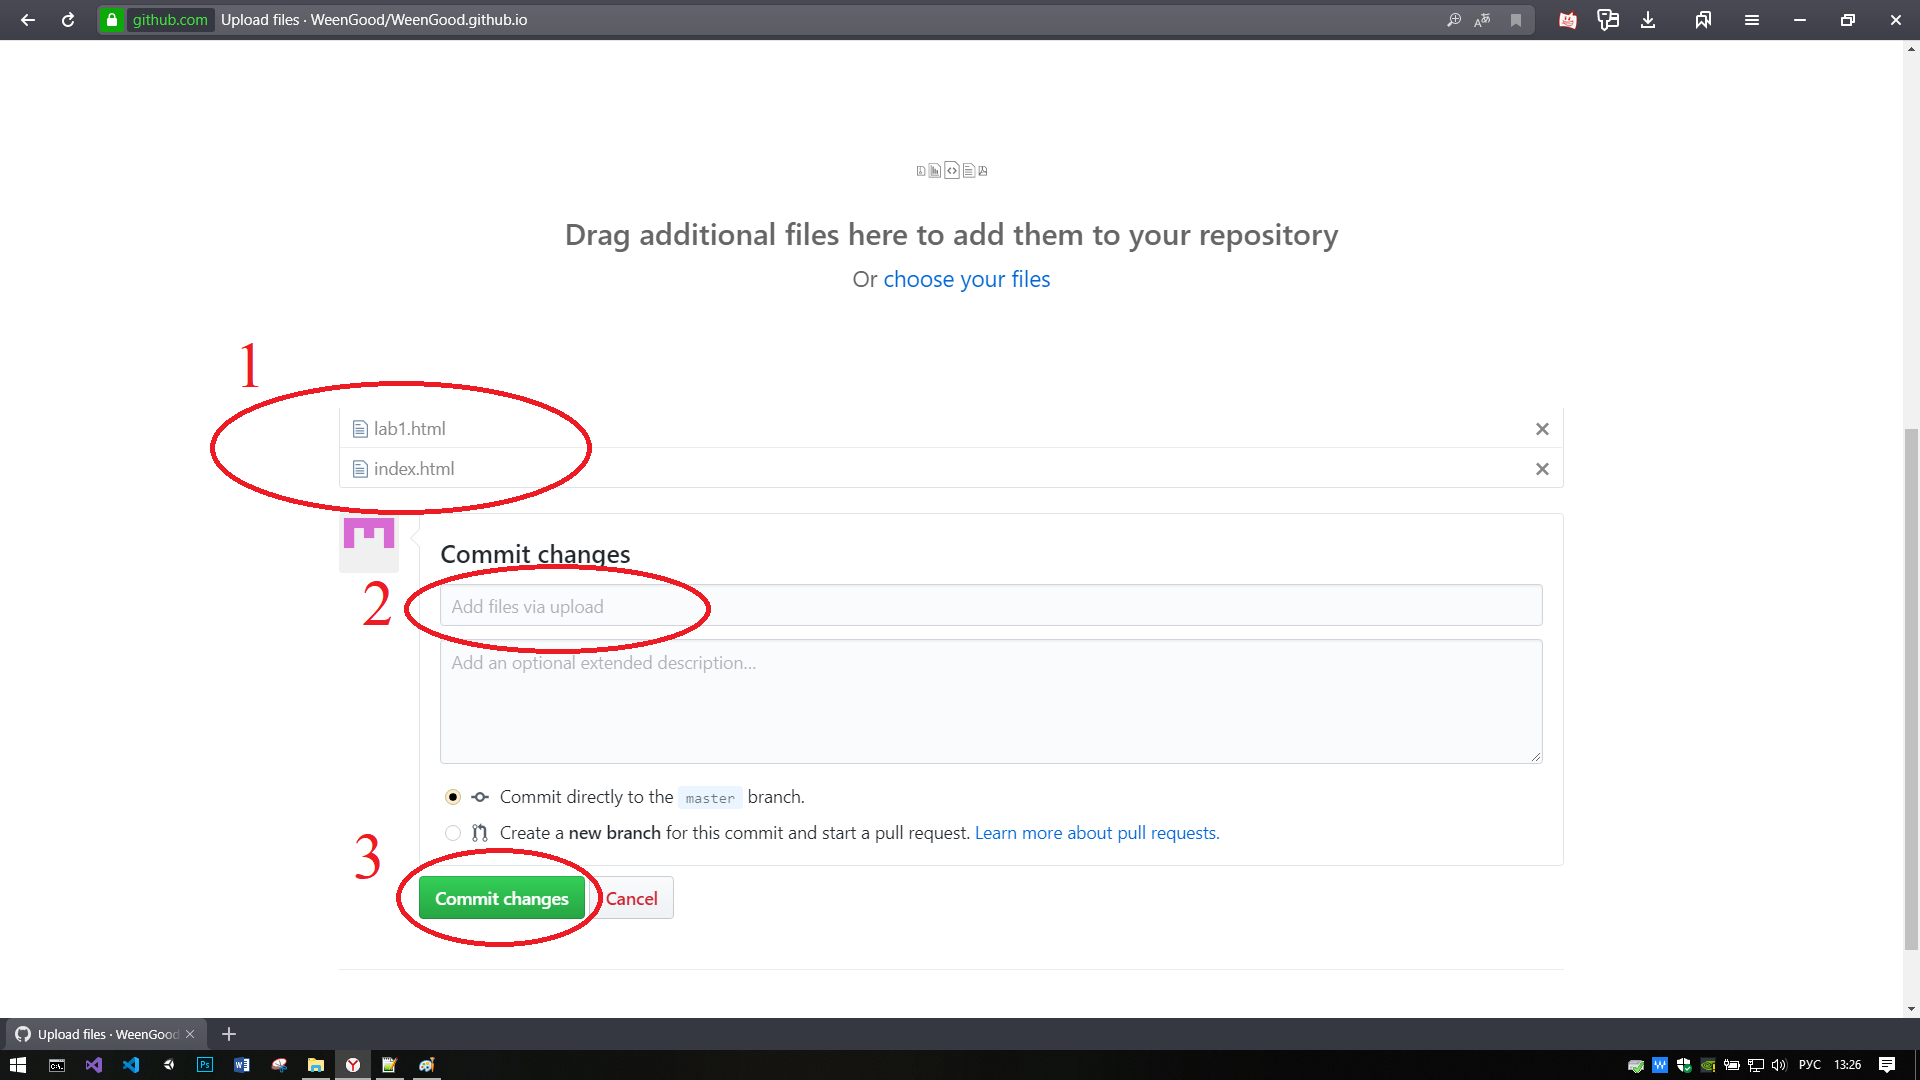 github.com Upload files · WeenGood/WeenGood.github.io
Drag additional files here to add them to your repository
Or choose your files
1
lab1.html
index.html
Commit changes
2
Add files via upload
Add an optional extended description...
Commit directly to the master branch.
Create a new branch for this commit and start a pull request. Learn more about pull requests.
3
Commit changes Cancel
Upload files · WeenGood
РУС 13:26